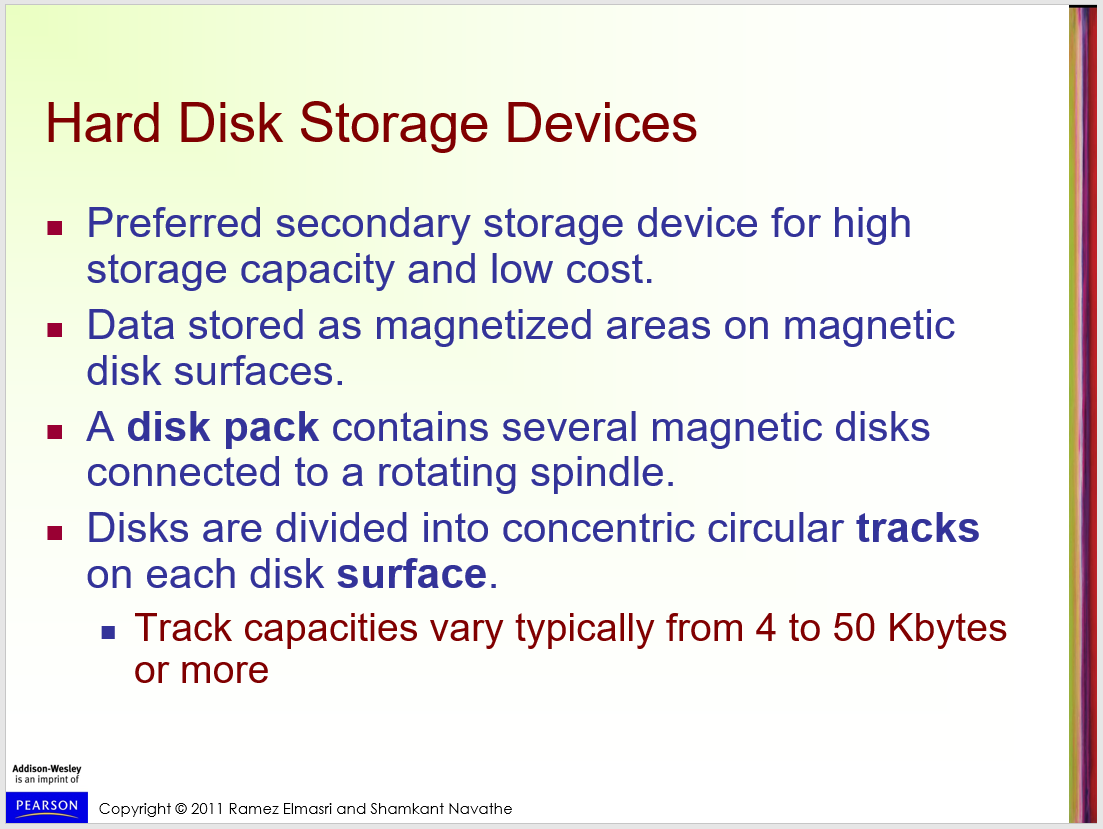 Hard Disk Storage Devices
Preferred secondary storage device for high
storage capacity and low cost.
Data stored as magnetized areas on magnetic
disk surfaces.
A disk pack contains several magnetic disks
connected to a rotating spindle.
Disks are divided into concentric circular tracks
on each disk surface.
Track capacities vary typically from 4 to 50 Kbytes
or more
Addison-Wesley
is an imprint of
PEARSON
Copyright © 2011 Ramez Elmasri and Shamkant Navathe